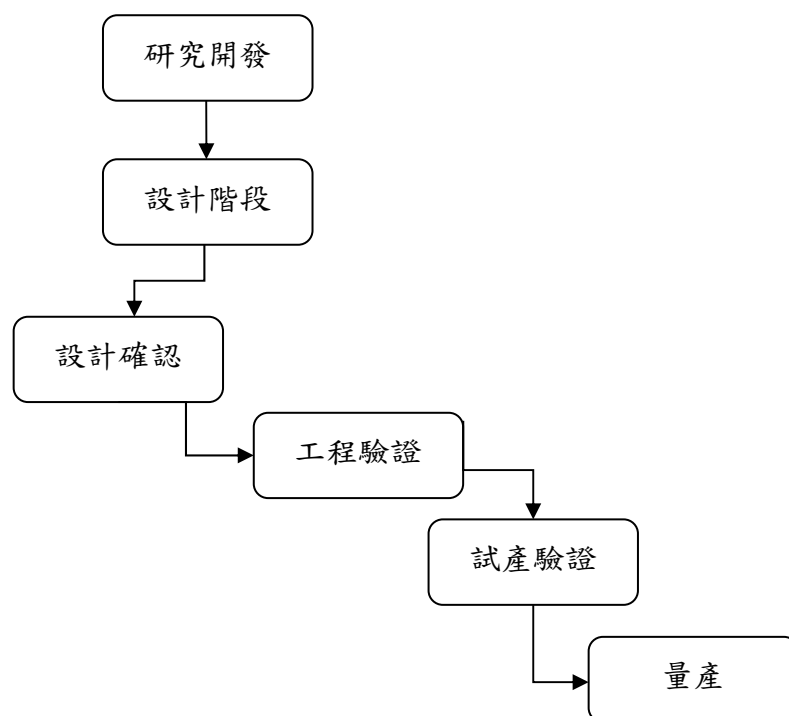 研究開發
設計階段
設計確認
工程驗證
試產驗證
量產